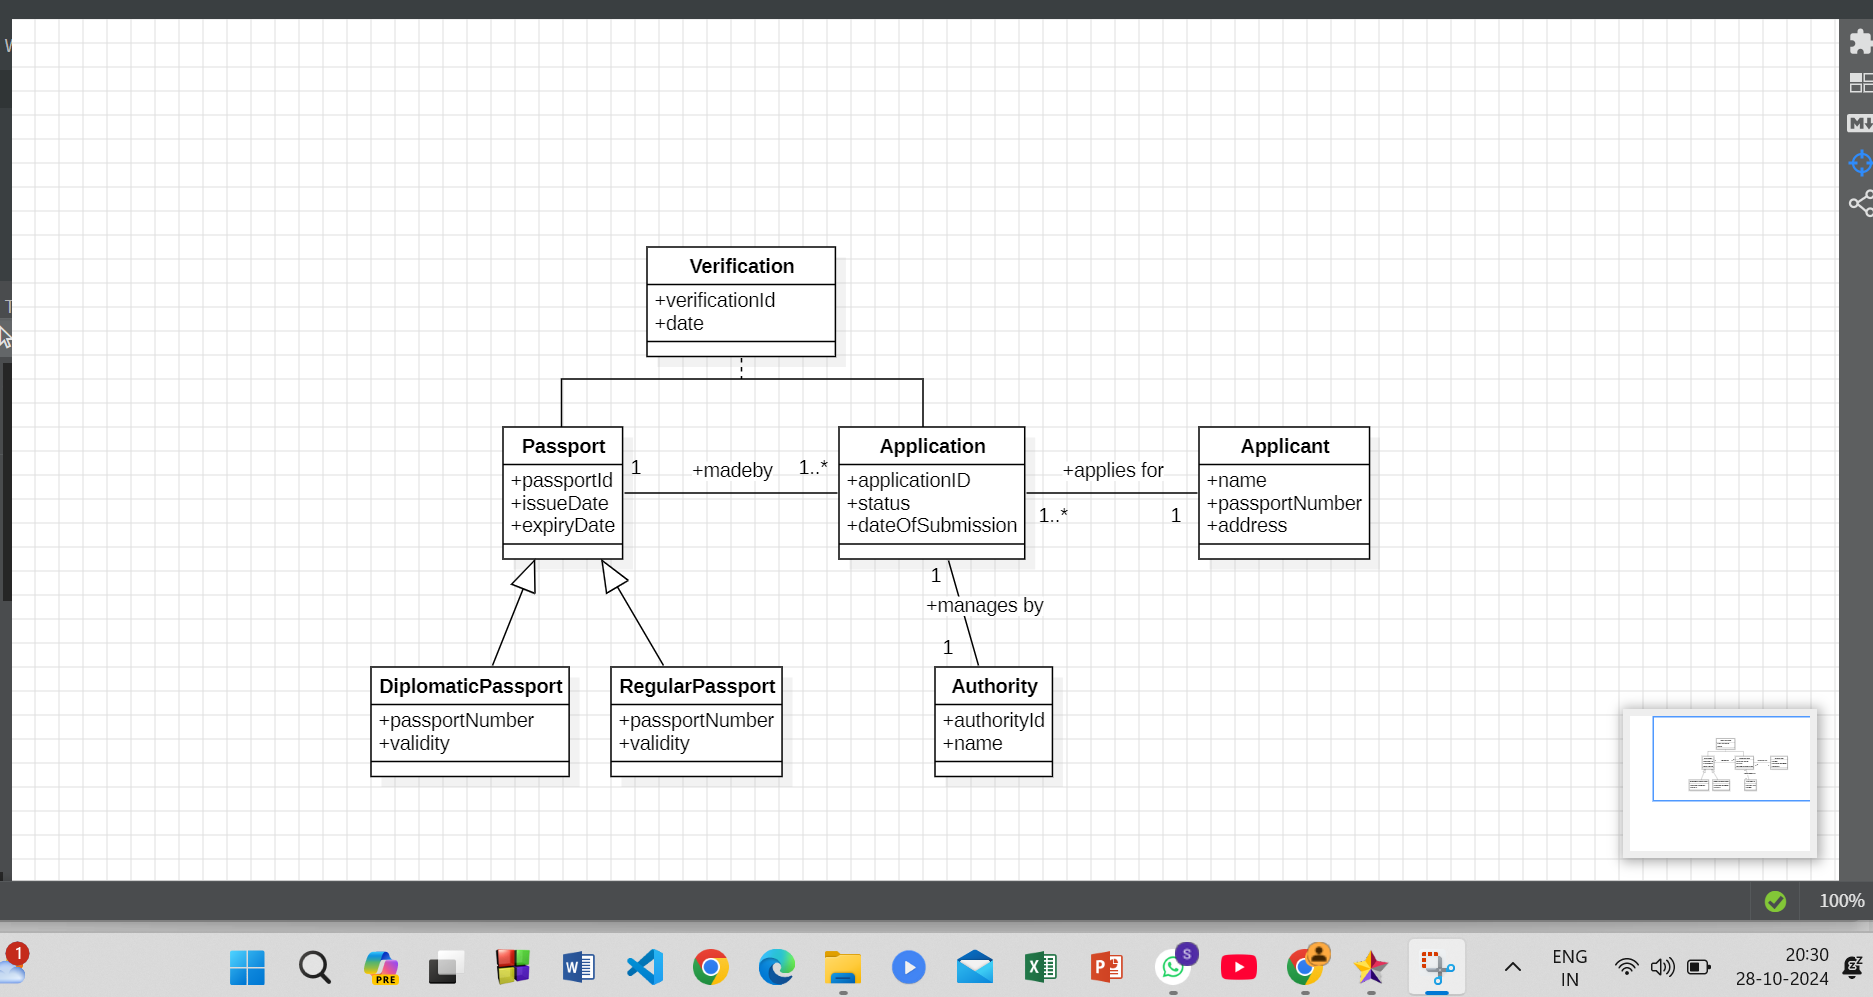 Verification
+verificationId
+date
Passport
+passportId
+issueDate
+expiryDate
1
+madeby
1..*
Application
+applicationID
+status
+dateOfSubmission
+applies for
1..*
1
Applicant
+name
+passportNumber
+address
1
+manages by
1
DiplomaticPassport
+passportNumber
+validity
RegularPassport
+passportNumber
+validity
Authority
+authorityId
+name
100%
1
PRE
W
X
P
S
ENG
IN
20:30
28-10-2024